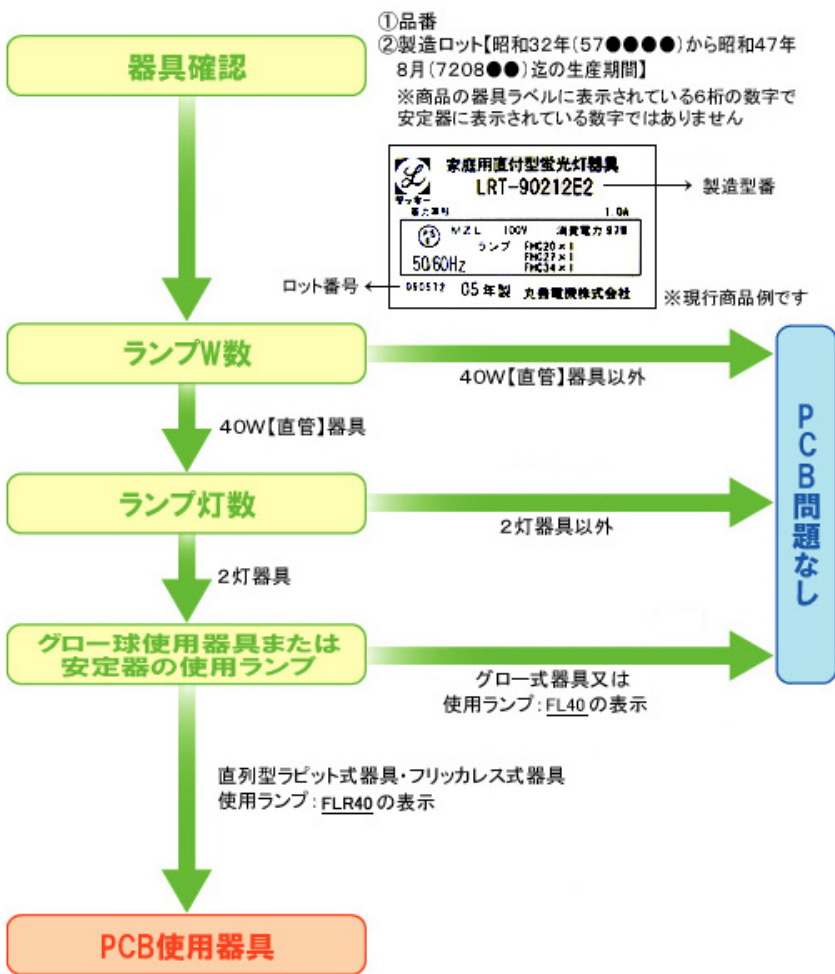 器具確認
①品番
②製造ロット【昭和32年(57●●●●)から昭和47年
8月(7208●●)迄の生産期間】
※商品の器具ラベルに表示されている6桁の数字で
安定器に表示されている数字ではありません
家庭用直付型蛍光灯器具
LRT-90212E2
製造型番
1.0A
MZL 100V 消費電力97W
ランプ FHC20×1
FHC27×1
FHC34×1
50/60Hz
ロット番号
05年製
※現行商品例です
ランプW数
40W【直管】器具以外
40W【直管】器具
ランプ灯数
2灯器具以外
2灯器具
グロー球使用器具または
安定器の使用ランプ
グロー式器具又は
使用ランプ:FL40の表示
直列型ラピット式器具・フリッカレス式器具
使用ランプ:FLR40の表示
PCB使用器具
PCB問題なし